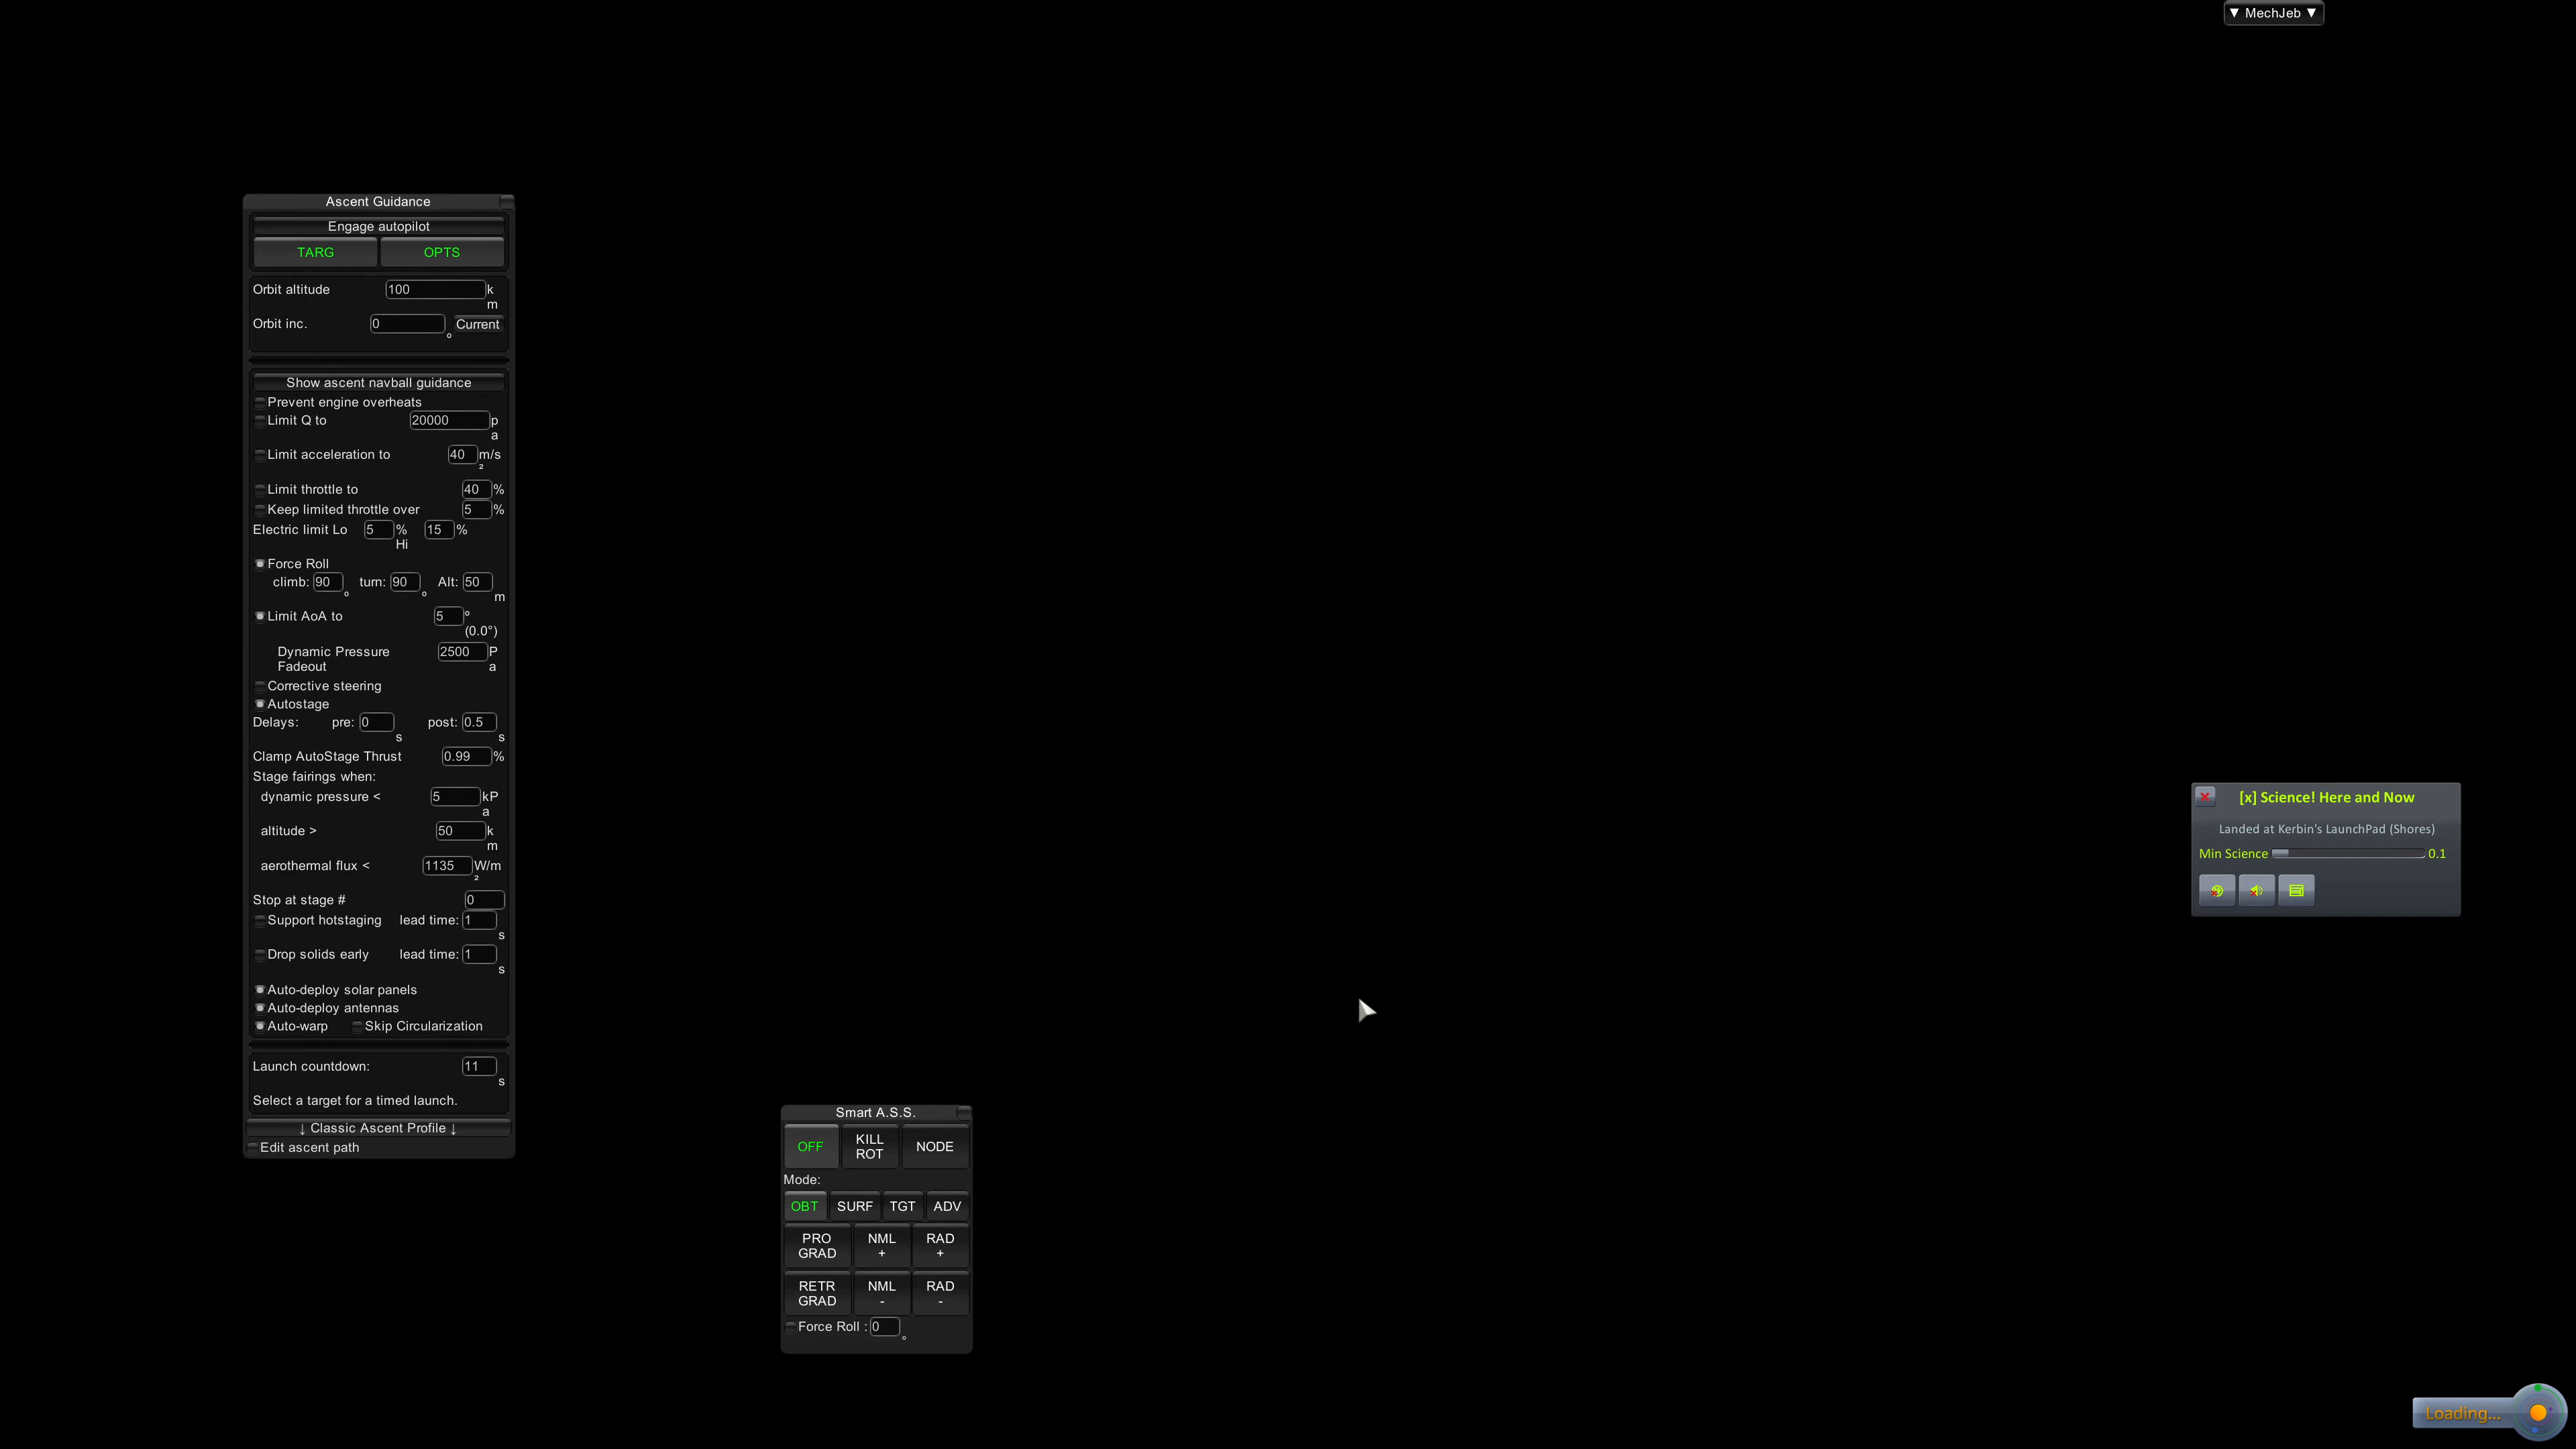 ▼ MechJeb ▼
Ascent Guidance
Engage autopilot
TARG OPTS
Orbit altitude 100 k
m
Orbit inc. 0 º Current
Show ascent navball guidance
Prevent engine overheats
Limit Q to 20000 p
a
Limit acceleration to 40 m/s
²
Limit throttle to 40 %
Keep limited throttle over 5 %
Electric limit Lo 5 % 15 %
Hi
Force Roll
climb: 90 º turn: 90 º Alt: 50
m
Limit AoA to 5 º
(0.0°)
Dynamic Pressure 2500 P
Fadeout a
Corrective steering
Autostage
Delays: pre: 0 post: 0.5
s s
Clamp AutoStage Thrust 0.99 %
Stage fairings when:
dynamic pressure < 5 kP
a
altitude > 50 k
m
aerothermal flux < 1135 W/m
²
Stop at stage # 0
Support hotstaging lead time: 1
s
Drop solids early lead time: 1
s
Auto-deploy solar panels
Auto-deploy antennas
Auto-warp Skip Circularization
Launch countdown: 11
s
Select a target for a timed launch.
↓ Classic Ascent Profile ↓
Edit ascent path
Smart A.S.S.
OFF KILL ROT NODE
Mode:
OBT SURF TGT ADV
PRO GRAD NML + RAD +
RETR GRAD NML - RAD -
Force Roll : 0 º
[x] Science! Here and Now
Landed at Kerbin's LaunchPad (Shores)
Min Science 0.1
Loading...